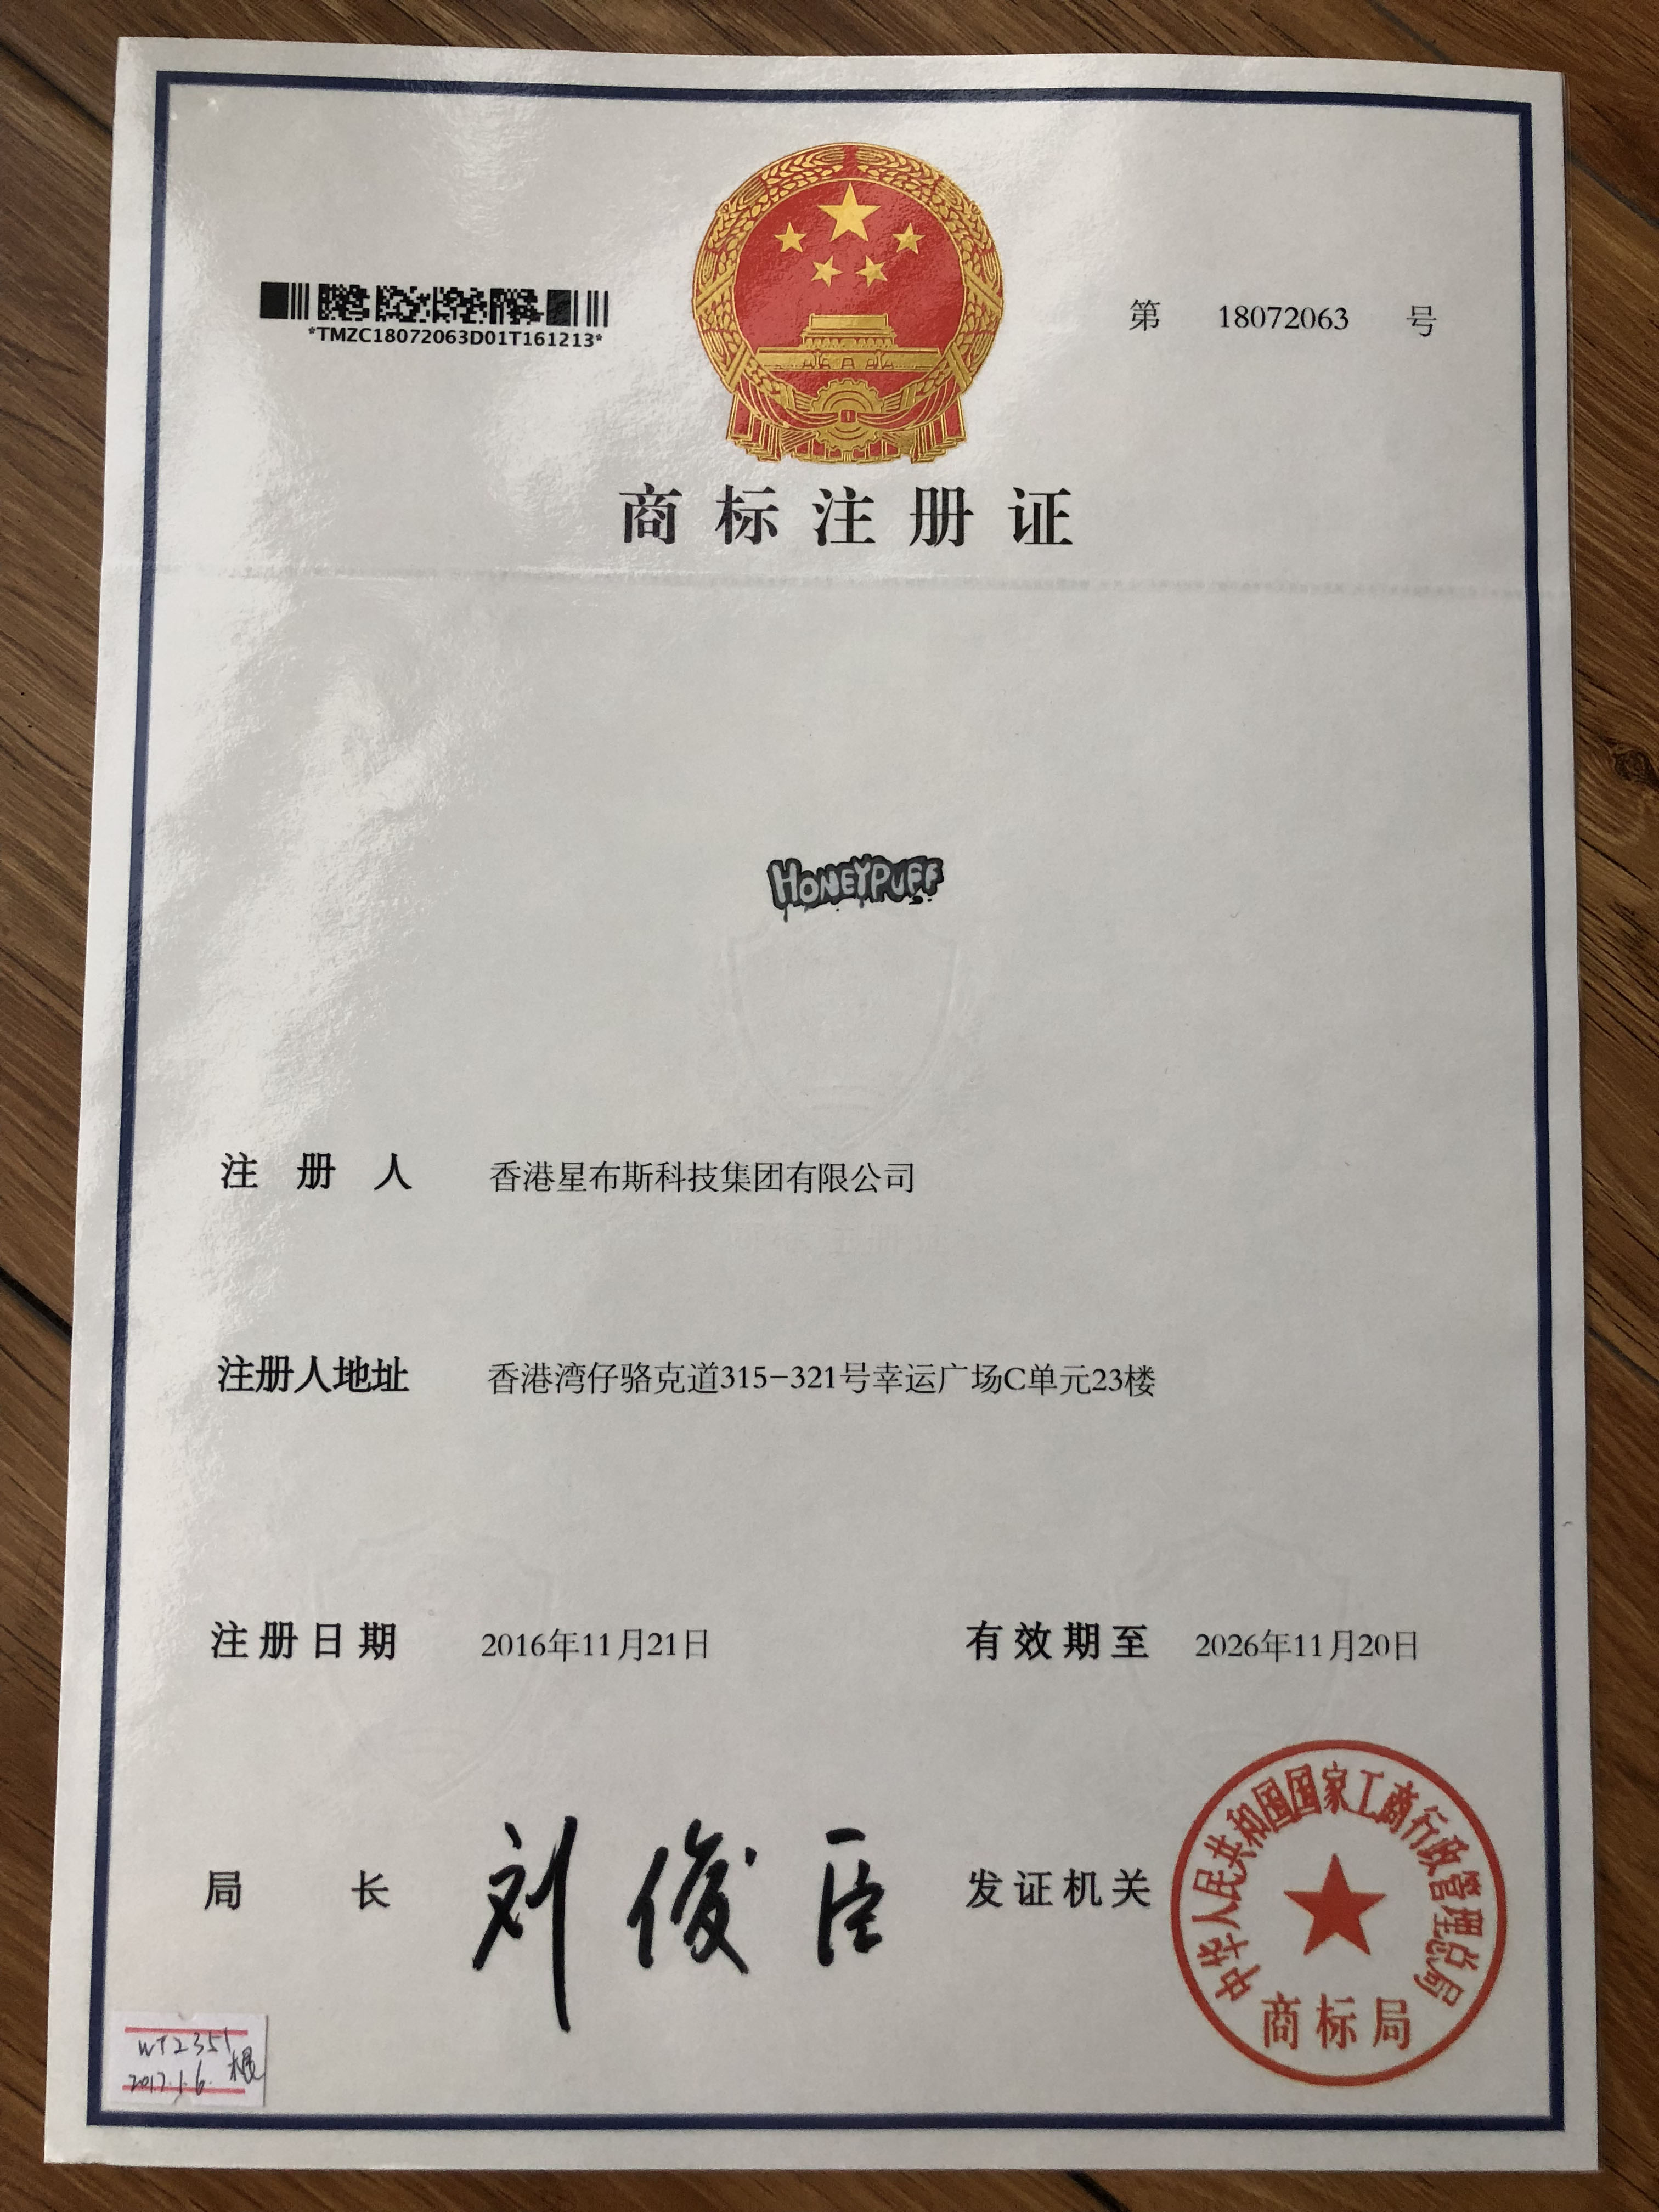 *TMZC18072063D01T161213*
第 18072063 号
商标注册证
HONEYPUFF
注册人 香港星布斯科技集团有限公司
注册人地址 香港湾仔骆克道315-321号幸运广场C单元23楼
注册日期 2016年11月21日 有效期至 2026年11月20日
局长 刘俊臣 发证机关
中华人民共和国国家工商行政管理总局
商标局
WT2351
2017.1.6.